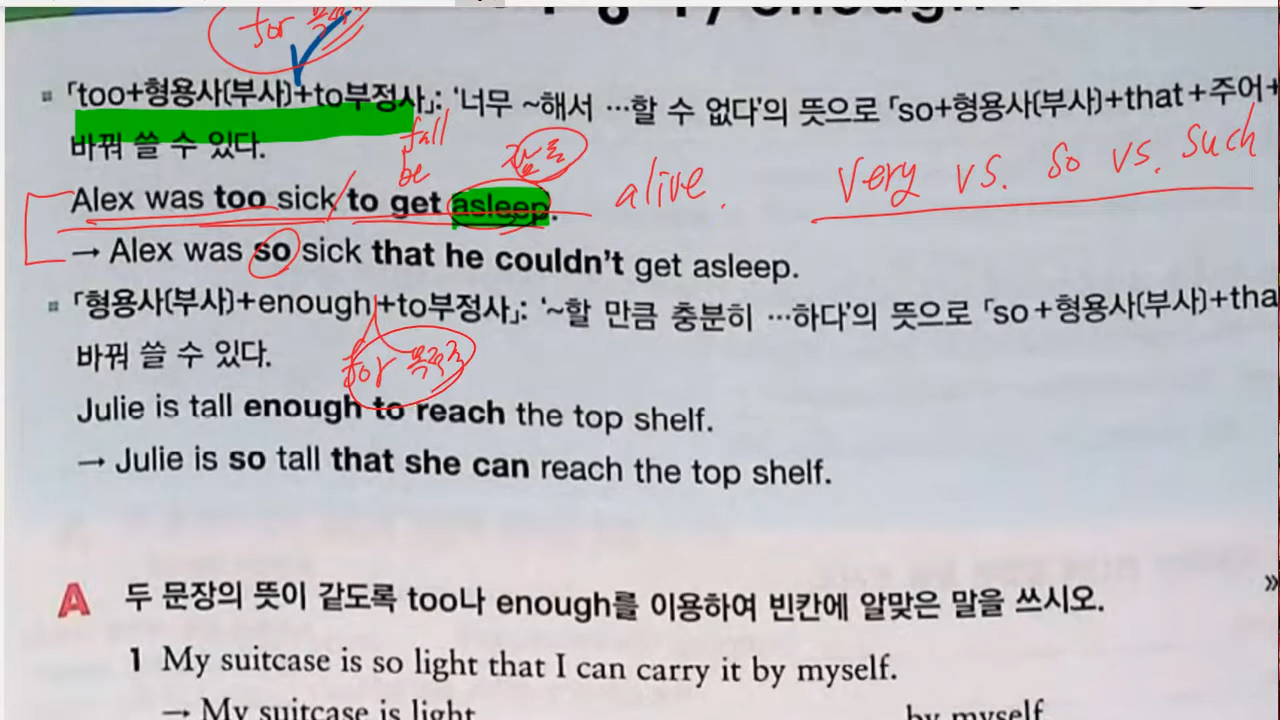 for 목적격
「too+형용사(부사)+to부정사」: ‘너무 ~해서 …할 수 없다’의 뜻으로 「so+형용사(부사)+that+주어+
바꿔 쓸 수 있다.
fall
be
잠든
alive.
Very vs. So vs. Such
Alex was too sick to get asleep.
→ Alex was so sick that he couldn't get asleep.
「형용사(부사)+enough+to부정사」: ‘~할 만큼 충분히 …하다’의 뜻으로 「so+형용사(부사)+tha
바꿔 쓸 수 있다.
for 목적격
Julie is tall enough to reach the top shelf.
→ Julie is so tall that she can reach the top shelf.
A 두 문장의 뜻이 같도록 too나 enough를 이용하여 빈칸에 알맞은 말을 쓰시오. »
1 My suitcase is so light that I can carry it by myself.
→ My suitcase is light by myself.